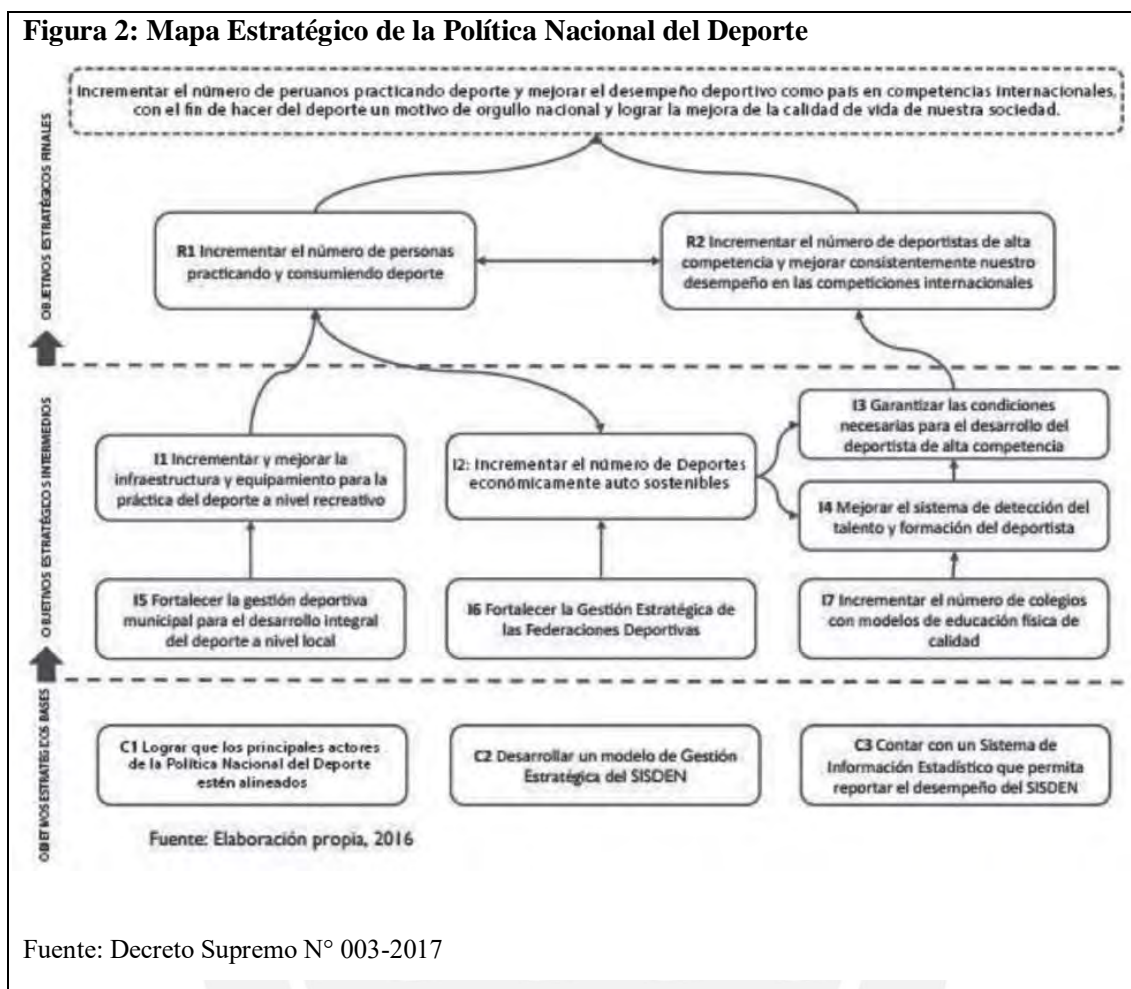 Figura 2: Mapa Estratégico de la Política Nacional del Deporte
Incrementar el número de peruanos practicando deporte y mejorar el desempeño deportivo como país en competencias internacionales,
con el fin de hacer del deporte un motivo de orgullo nacional y lograr la mejora de la calidad de vida de nuestra sociedad.
OBJETIVOS ESTRATÉGICOS FINALES
R1 Incrementar el número de personas
practicando y consumiendo deporte
R2 Incrementar el número de deportistas de alta
competencia y mejorar consistentemente nuestro
desempeño en las competiciones internacionales
OBJETIVOS ESTRATÉGICOS INTERMEDIOS
I1 Incrementar y mejorar la
infraestructura y equipamiento para la
práctica del deporte a nivel recreativo
I2: Incrementar el número de Deportes
económicamente auto sostenibles
I3 Garantizar las condiciones
necesarias para el desarrollo del
deportista de alta competencia
I4 Mejorar el sistema de detección del
talento y formación del deportista
I5 Fortalecer la gestión deportiva
municipal para el desarrollo integral
del deporte a nivel local
I6 Fortalecer la Gestión Estratégica de
las Federaciones Deportivas
I7 Incrementar el número de colegios
con modelos de educación física de
calidad
OBJETIVOS ESTRATÉGICOS BASES
C1 Lograr que los principales actores
de la Política Nacional del Deporte
estén alineados
C2 Desarrollar un modelo de Gestión
Estratégica del SISDEN
C3 Contar con un Sistema de
Información Estadístico que permita
reportar el desempeño del SISDEN
Fuente: Elaboración propia, 2016
Fuente: Decreto Supremo N° 003-2017